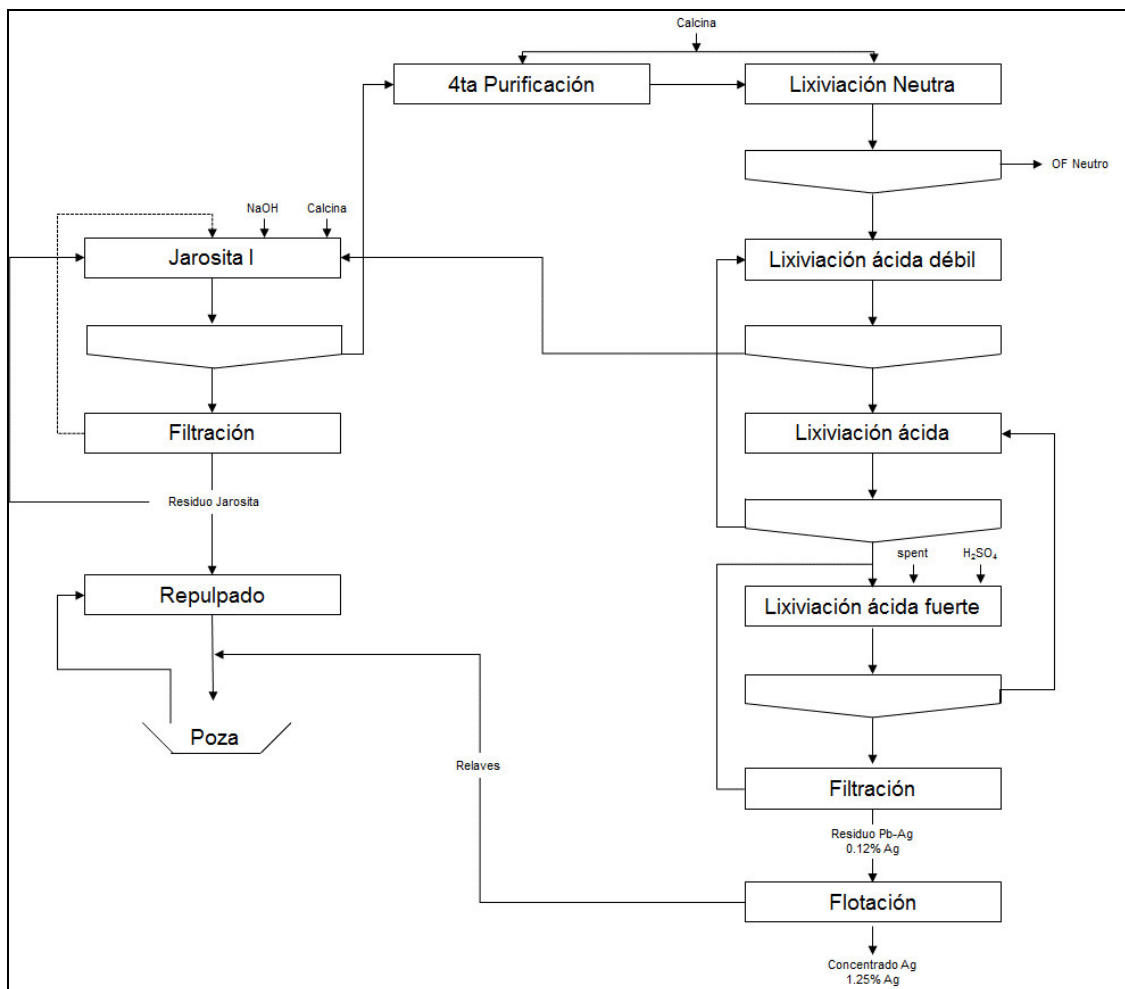 Calcina
4ta Purificación
Lixiviación Neutra
OF Neutro
NaOH
Calcina
Jarosita I
Lixiviación ácida débil
Filtración
Lixiviación ácida
Residuo Jarosita
spent
H₂SO₄
Repulpado
Lixiviación ácida fuerte
Poza
Relaves
Filtración
Residuo Pb-Ag
0.12% Ag
Flotación
Concentrado Ag
1.25% Ag